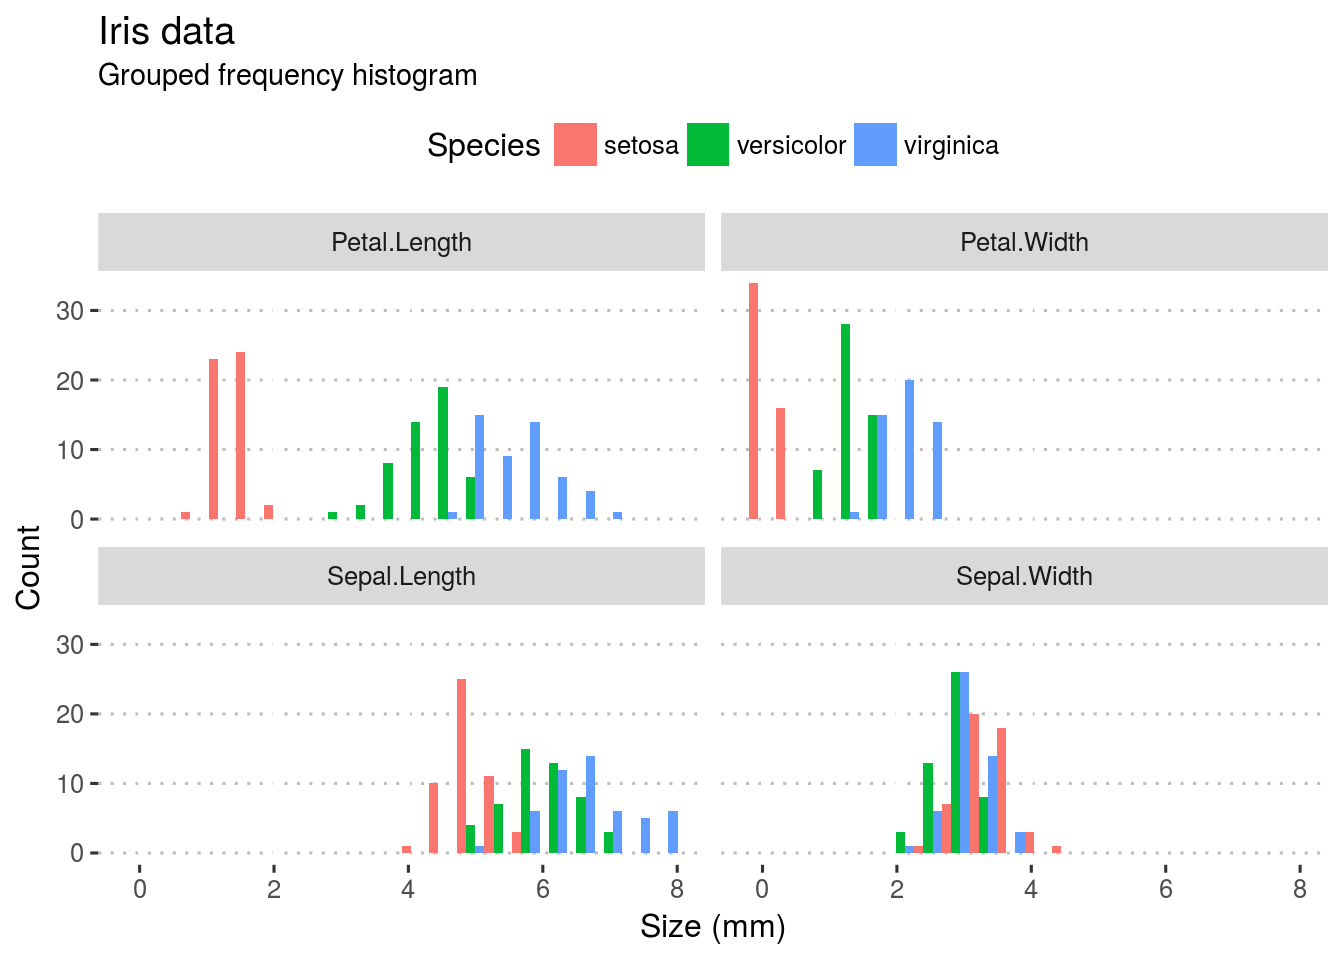 Iris data
Grouped frequency histogram
Species setosa versicolor virginica
Petal.Length Petal.Width
30
20
10
0
Sepal.Length Sepal.Width
30
20
10
0
0 2 4 6 8 0 2 4 6 8
Size (mm)
Count